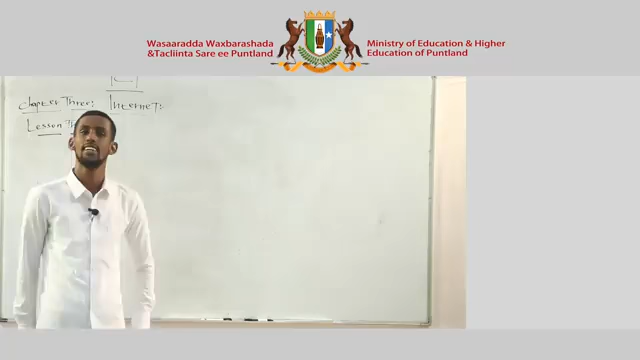 Wasaaradda Waxbarashada
&Tacliinta Sare ee Puntland
Ministry of Education & Higher
Education of Puntland
Chapter Three: Internet:
Lesson